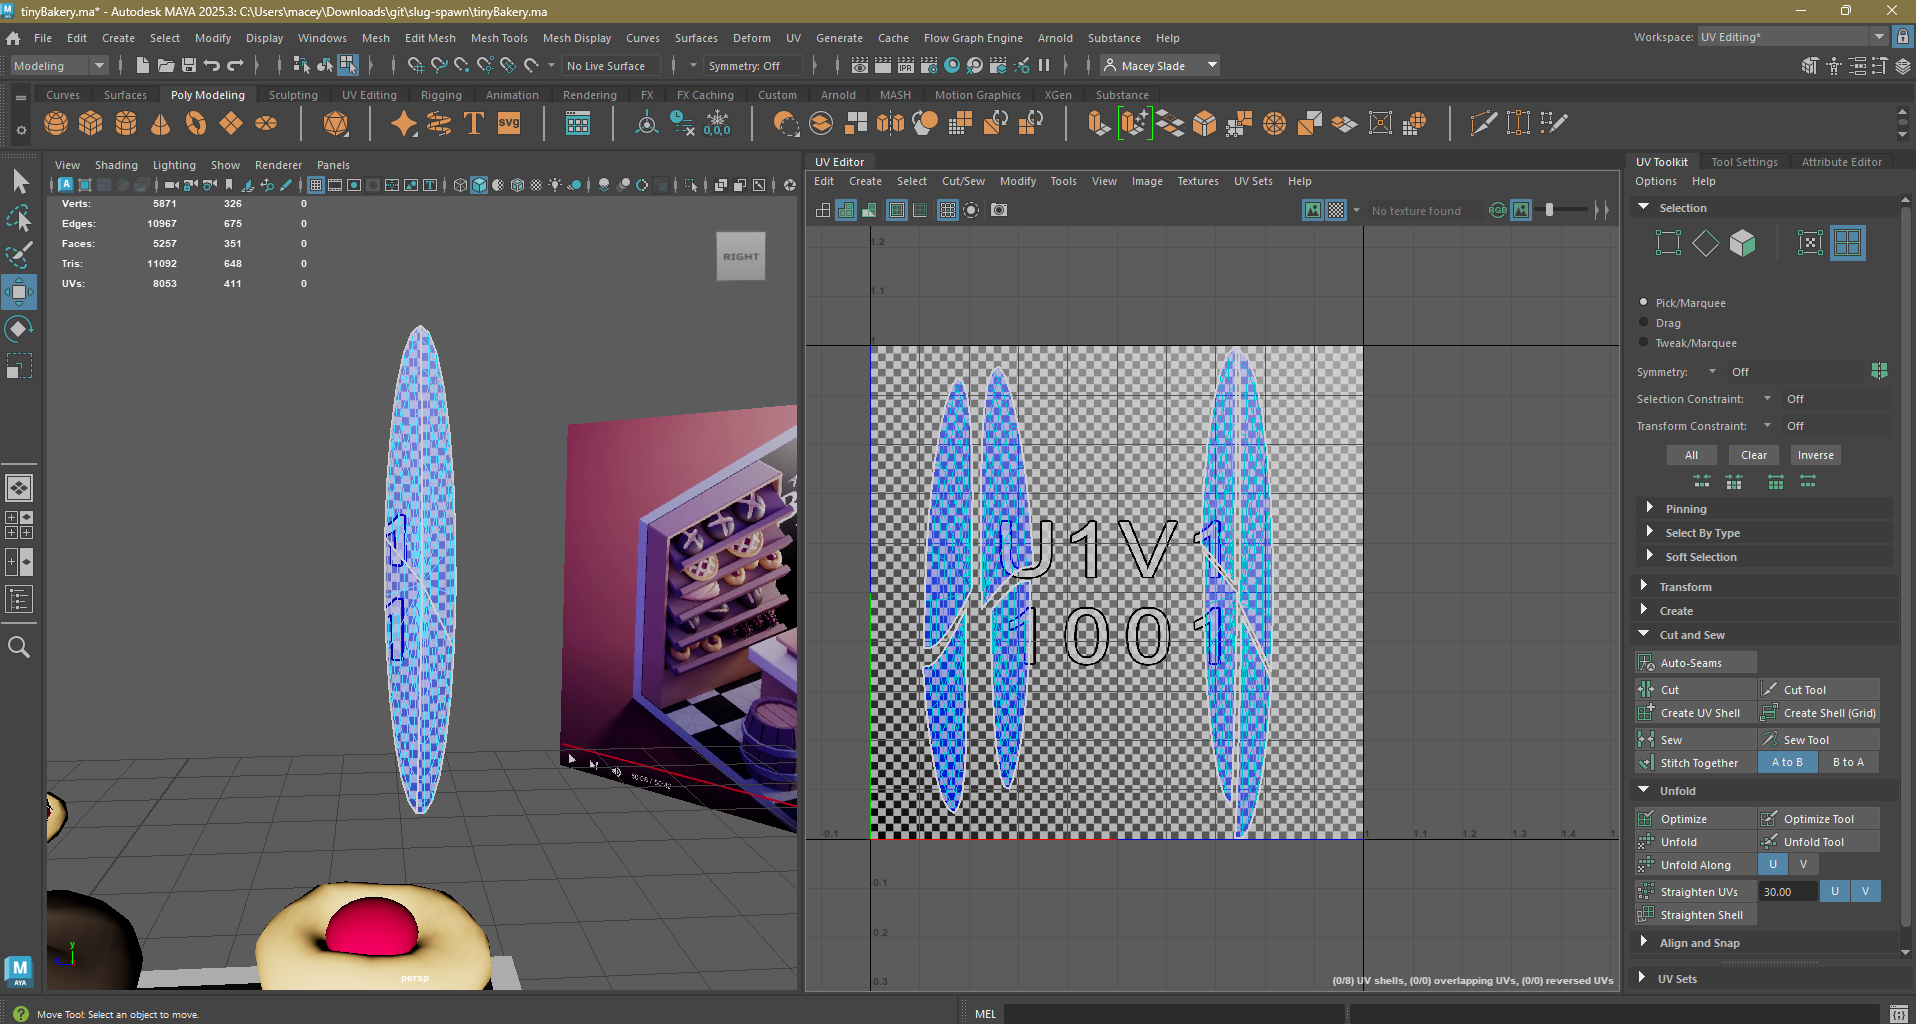 tinyBakery.ma* - Autodesk MAYA 2025.3: C:\Users\macey\Downloads\git\slug-spawn\tinyBakery.ma
File Edit Create Select Modify Display Windows Mesh Edit Mesh Mesh Tools Mesh Display Curves Surfaces Deform UV Generate Cache Flow Graph Engine Arnold Substance Help
Workspace: UV Editing*
Modeling
No Live Surface
Symmetry: Off
Macey Slade
Curves Surfaces Poly Modeling Sculpting UV Editing Rigging Animation Rendering FX FX Caching Custom Arnold MASH Motion Graphics XGen Substance
SVG
0,0,0
View Shading Lighting Show Renderer Panels
Verts: 5871 326 0
Edges: 10967 675 0
Faces: 5257 351 0
Tris: 11092 648 0
UVs: 8053 411 0
RIGHT
persp
y
UV Editor
Edit Create Select Cut/Sew Modify Tools View Image Textures UV Sets Help
No texture found
RGB
1.2
1.1
1
U1V1
1001
-0.1
1 1.1 1.2 1.3 1.4 1.
-0.1
-0.2
-0.3
(0/8) UV shells, (0/0) overlapping UVs, (0/0) reversed UVs
UV Toolkit Tool Settings Attribute Editor
Options Help
Selection
Pick/Marquee
Drag
Tweak/Marquee
Symmetry: Off
Selection Constraint: Off
Transform Constraint: Off
All Clear Inverse
Pinning
Select By Type
Soft Selection
Transform
Create
Cut and Sew
Auto-Seams
Cut Cut Tool
Create UV Shell Create Shell (Grid)
Sew Sew Tool
Stitch Together A to B B to A
Unfold
Optimize Optimize Tool
Unfold Unfold Tool
Unfold Along U V
Straighten UVs 30.00 U V
Straighten Shell
Align and Snap
UV Sets
M
AYA
Move Tool: Select an object to move.
MEL